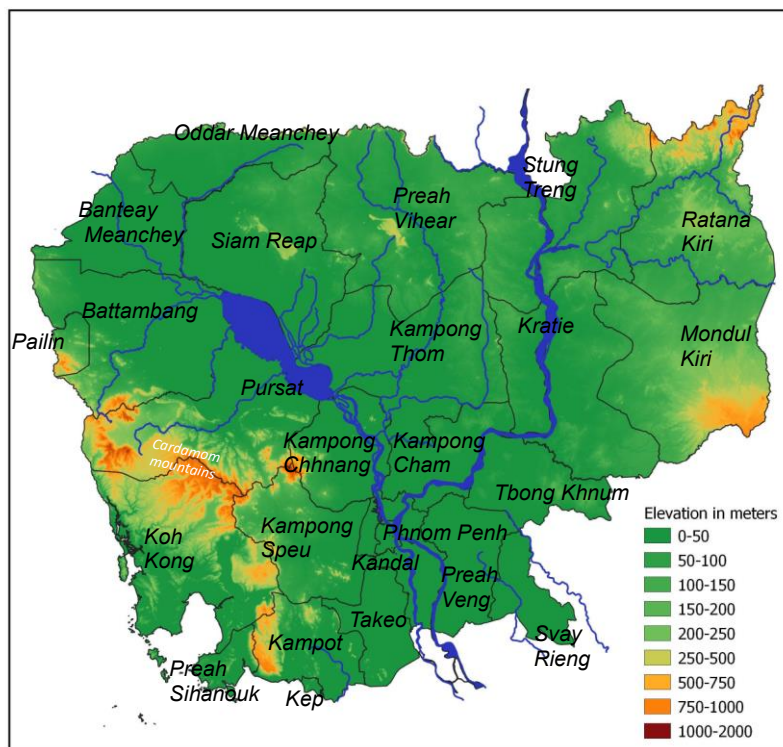 Oddar Meanchey
Stung
Treng
Preah
Vihear
Banteay
Meanchey
Siam Reap
Ratana
Kiri
Battambang
Kampong
Thom
Kratie
Mondul
Kiri
Pailin
Pursat
Cardamam
mountains
Kampong
Chhnang
Kampong
Cham
Tbong Khnum
Koh
Kong
Kampong
Speu
Phnom Penh
Kandal
Preah
Veng
Takeo
Svay
Rieng
Kampot
Preah
Sihanouk
Kep
Elevation in meters
0-50
50-100
100-150
150-200
200-250
250-500
500-750
750-1000
1000-2000